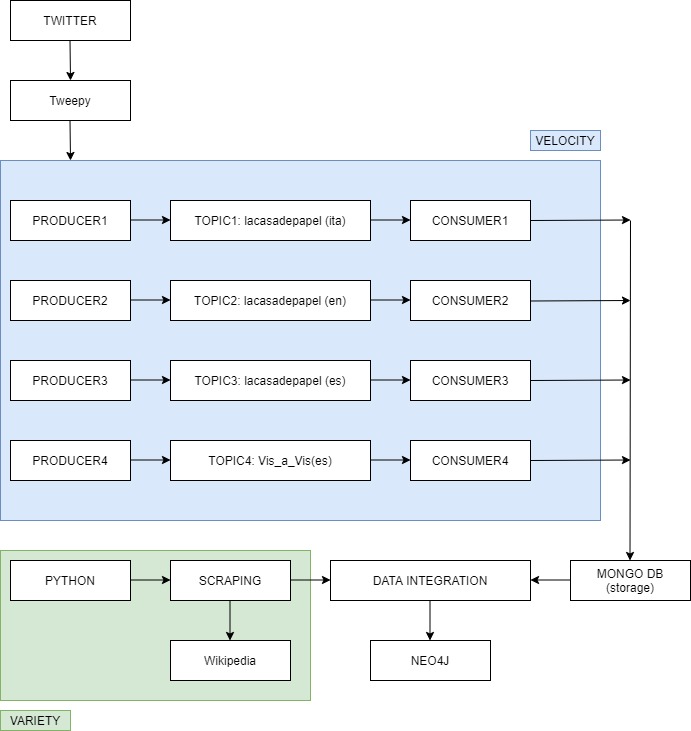 TWITTER
Tweepy
VELOCITY
PRODUCER1
TOPIC1: lacasadepapel (ita)
CONSUMER1
PRODUCER2
TOPIC2: lacasadepapel (en)
CONSUMER2
PRODUCER3
TOPIC3: lacasadepapel (es)
CONSUMER3
PRODUCER4
TOPIC4: Vis_a_Vis(es)
CONSUMER4
PYTHON
SCRAPING
DATA INTEGRATION
MONGO DB
(storage)
Wikipedia
NEO4J
VARIETY